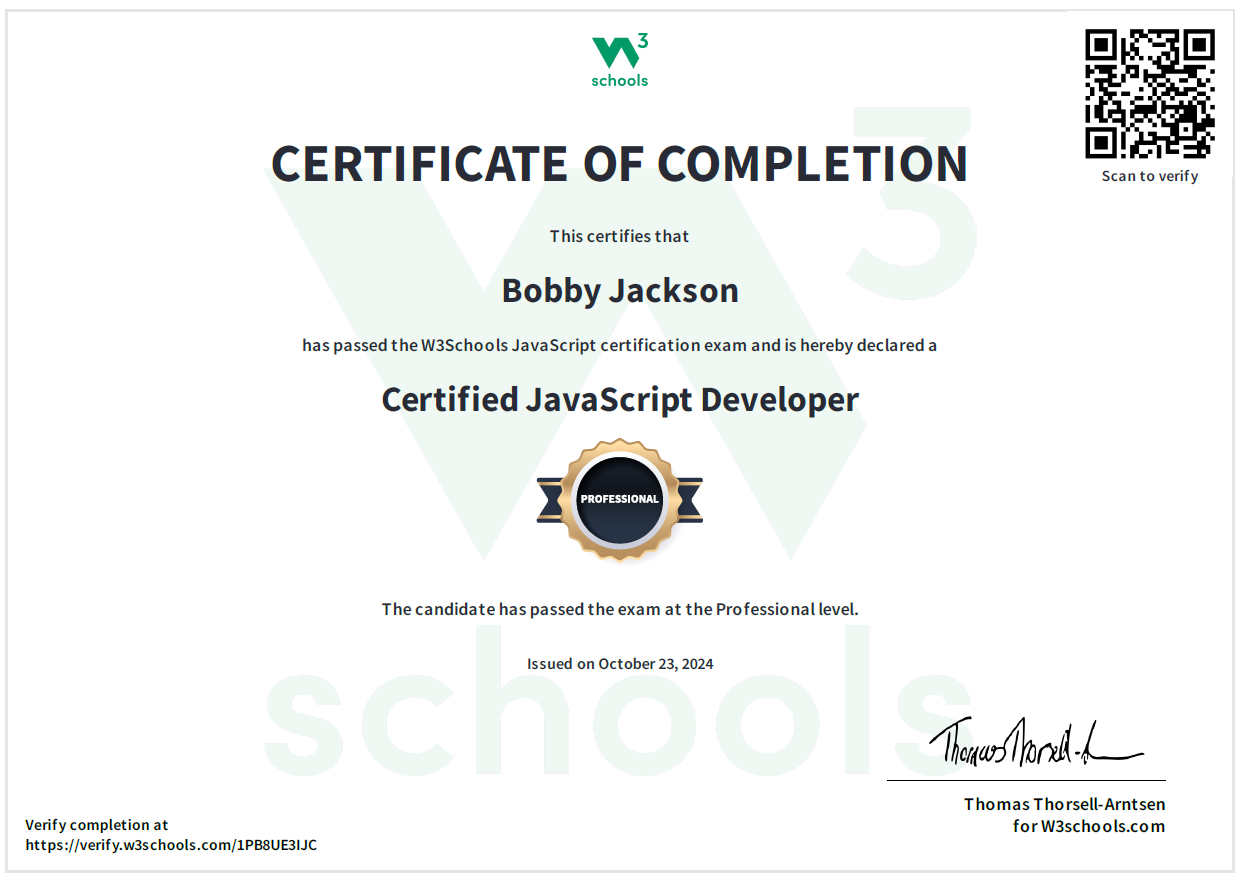 W3
schools
Scan to verify
CERTIFICATE OF COMPLETION
This certifies that
Bobby Jackson
has passed the W3Schools JavaScript certification exam and is hereby declared a
Certified JavaScript Developer
PROFESSIONAL
The candidate has passed the exam at the Professional level.
Issued on October 23, 2024
W3
schools
Thomas Thorsell-A
Thomas Thorsell-Arntsen
for W3schools.com
Verify completion at
https://verify.w3schools.com/1PB8UE3IJC